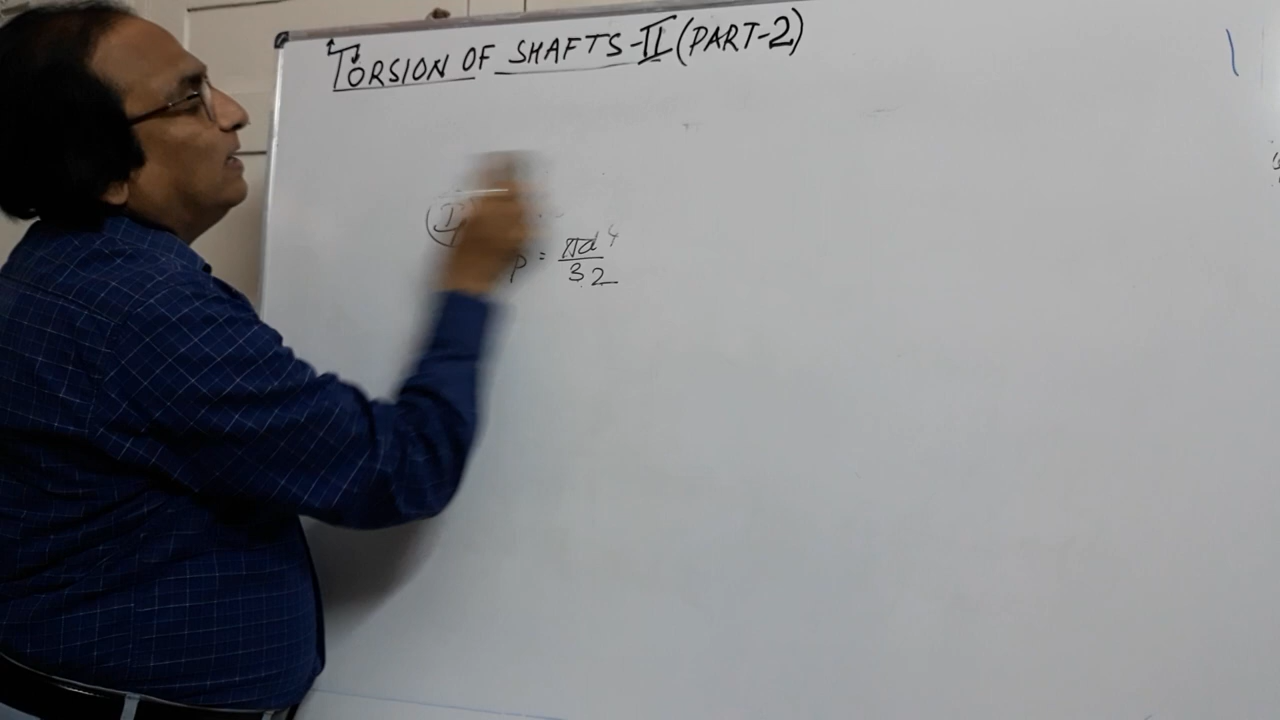 TORSION OF SHAFTS-II (PART-2)
I
p = πd⁴/32